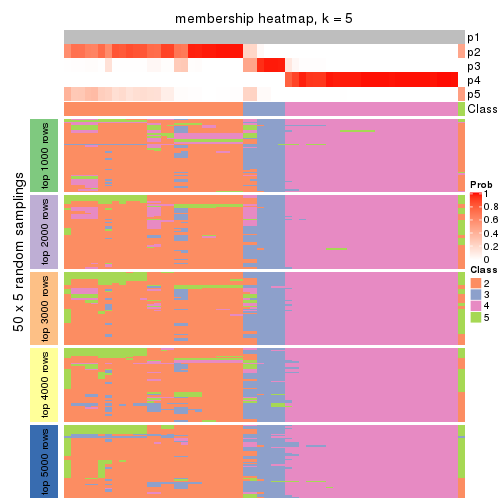 membership heatmap, k = 5
p1
p2
p3
p4
p5
Class
50 x 5 random samplings
top 1000 rows
top 2000 rows
top 3000 rows
top 4000 rows
top 5000 rows
Prob
1
0.8
0.6
0.4
0.2
0
Class
2
3
4
5